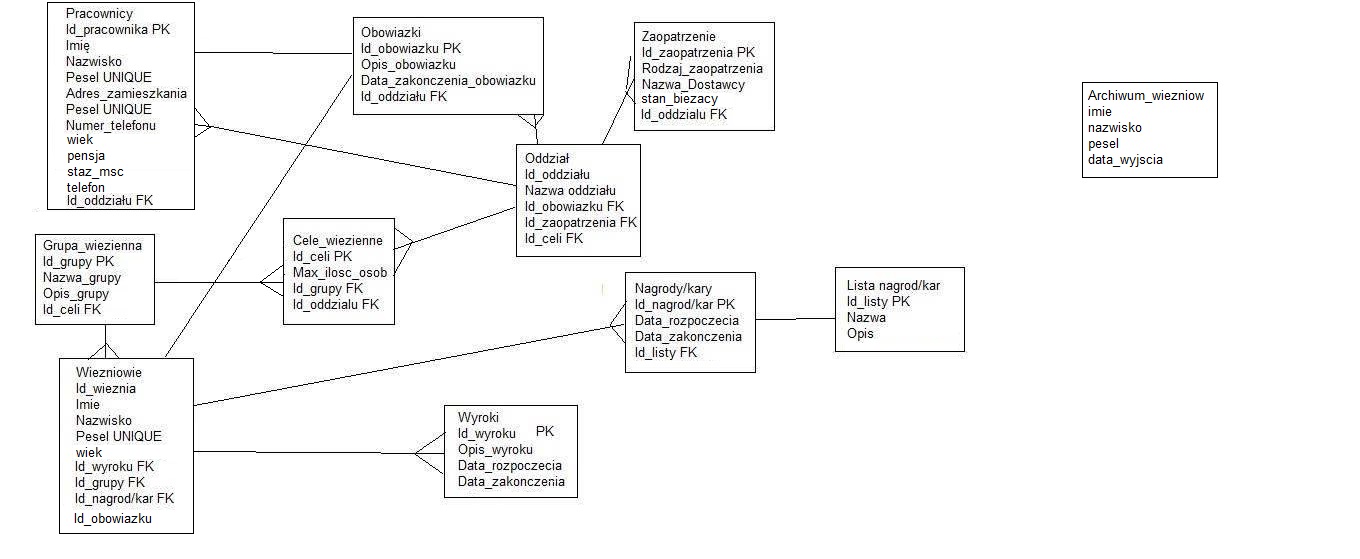 Pracownicy
Id_pracownika PK
Imię
Nazwisko
Pesel UNIQUE
Adres_zamieszkania
Pesel UNIQUE
Numer_telefonu
wiek
pensja
staz_msc
telefon
Id_oddziału FK
Obowiazki
Id_obowiazku PK
Opis_obowiazku
Data_zakonczenia_obowiazku
Id_oddziału FK
Zaopatrzenie
Id_zaopatrzenia PK
Rodzaj_zaopatrzenia
Nazwa_Dostawcy
stan_biezacy
Id_oddzialu FK
Archiwum_wiezniow
imie
nazwisko
pesel
data_wyjscia
Oddział
Id_oddziału
Nazwa oddziału
Id_obowiazku FK
Id_zaopatrzenia FK
Id_celi FK
Grupa_wiezienna
Id_grupy PK
Nazwa_grupy
Opis_grupy
Id_celi FK
Cele_wiezienne
Id_celi PK
Max_ilosc_osob
Id_grupy FK
Id_oddzialu FK
Nagrody/kary
Id_nagrod/kar PK
Data_rozpoczecia
Data_zakonczenia
Id_listy FK
Lista nagrod/kar
Id_listy PK
Nazwa
Opis
Wiezniowie
Id_wieznia
Imie
Nazwisko
Pesel UNIQUE
wiek
Id_wyroku FK
Id_grupy FK
Id_nagrod/kar FK
Id_obowiazku
Wyroki
Id_wyroku PK
Opis_wyroku
Data_rozpoczecia
Data_zakonczenia